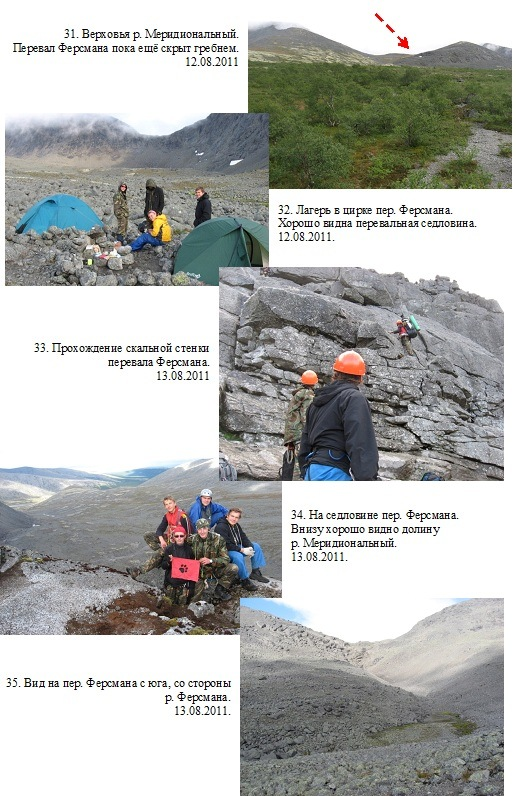 31. Верховья р. Меридиональный.
Перевал Ферсмана пока ещё скрыт гребнем.
12.08.2011
32. Лагерь в цирке пер. Ферсмана.
Хорошо видна перевальная седловина.
12.08.2011.
33. Прохождение скальной стенки
перевала Ферсмана.
13.08.2011
34. На седловине пер. Ферсмана.
Внизу хорошо видно долину
р. Меридиональный.
13.08.2011.
35. Вид на пер. Ферсмана с юга, со стороны
р. Ферсмана.
13.08.2011.